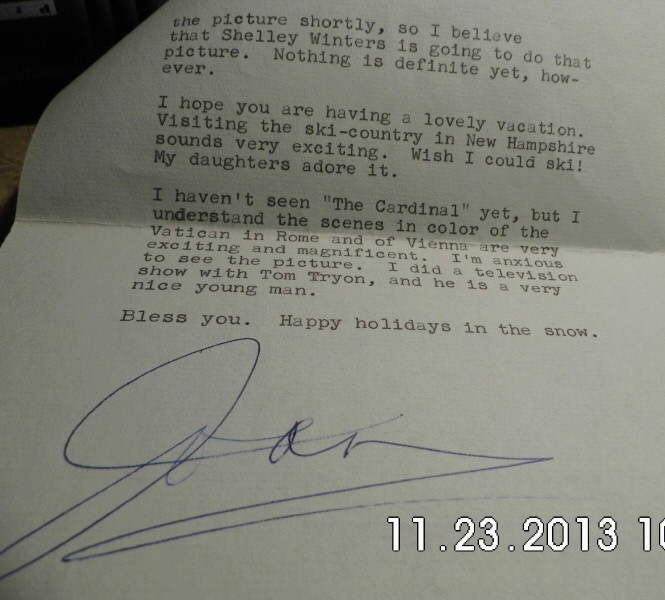 the picture shortly, so I believe
that Shelley Winters is going to do that
picture. Nothing is definite yet, how-
ever.
I hope you are having a lovely vacation.
Visiting the ski-country in New Hampshire
sounds very exciting. Wish I could ski!
My daughters adore it.
I haven't seen "The Cardinal" yet, but I
understand the scenes in color of the
Vatican in Rome and of Vienna are very
exciting and magnificent. I'm anxious
to see the picture. I did a television
show with Tom Tryon, and he is a very
nice young man.
Bless you. Happy holidays in the snow.
Joan
11.23.2013 10